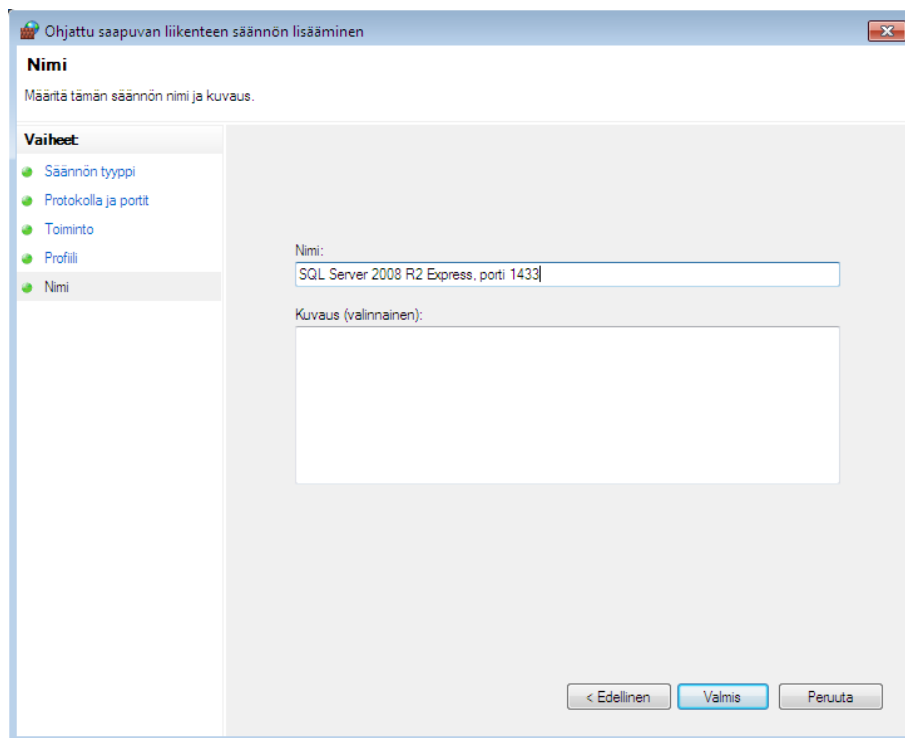 Ohjattu saapuvan liikenteen säännön lisääminen
Nimi
Määritä tämän säännön nimi ja kuvaus.
Vaiheet:
Säännön tyyppi
Protokolla ja portit
Toiminto
Profiili
Nimi
Nimi:
SQL Server 2008 R2 Express, porti 1433
Kuvaus (valinnainen):
< Edellinen
Valmis
Peruuta